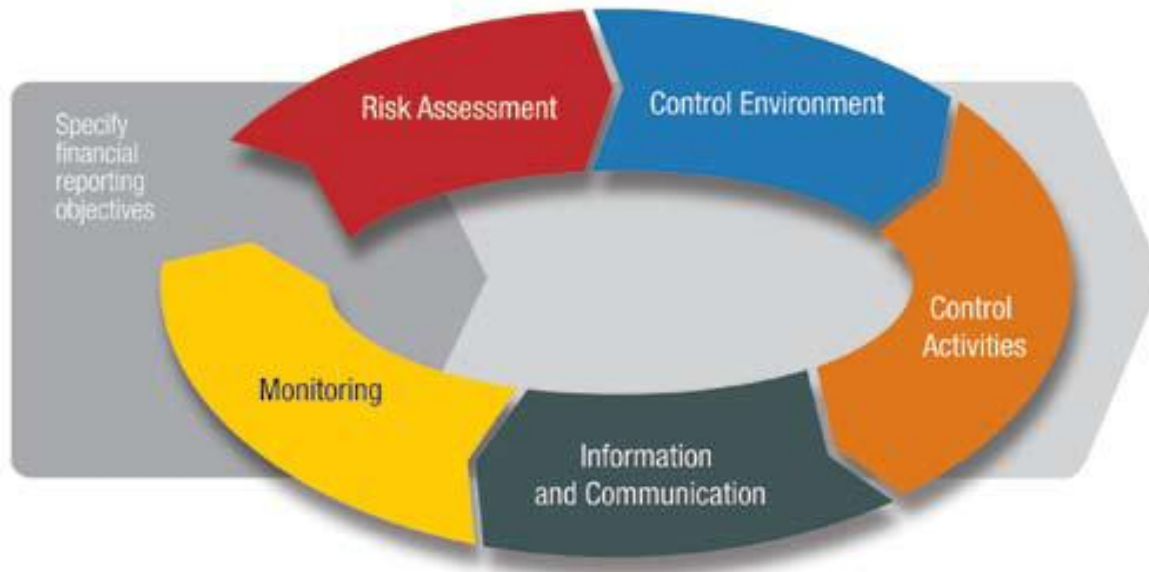 Risk Assessment
Control Environment
Specify
financial
reporting
objectives
Control
Activities
Monitoring
Information
and Communication